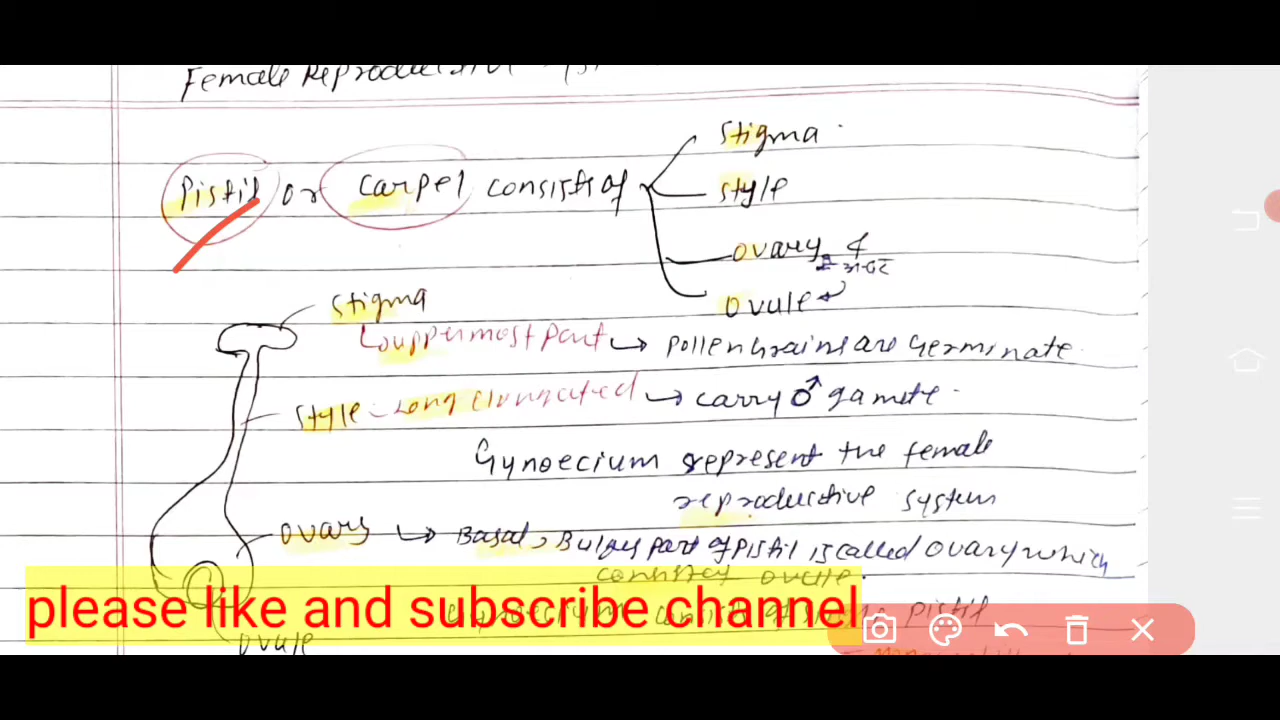 Female Reproductive
Pistil or Carpel consists of
Stigma
style
ovary &
ovule
Stigma
uppermost part → pollen grains are Germinate
style - Long Elongated → carry ♂ gamete
Gynoecium represent the female
reproductive system
ovary → Basal, Bulgy part of pistil is called ovary which
consist of ovule.
please like and subscribe channel
pistil
ovule